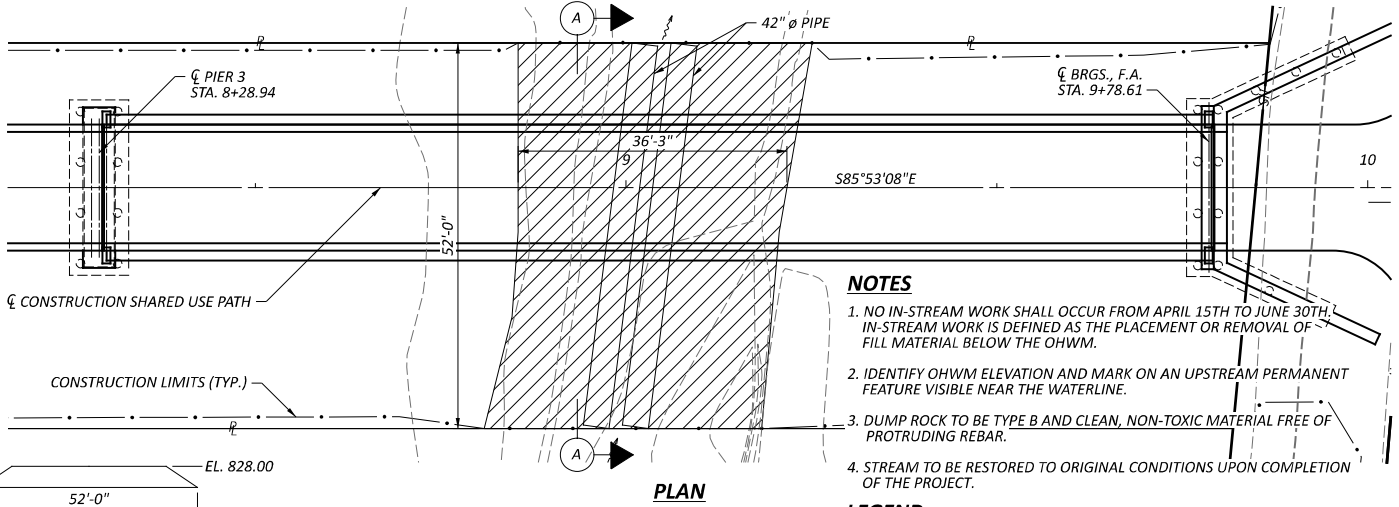 A
42" ø PIPE
℄ PIER 3
STA. 8+28.94
℄ BRGS., F.A.
STA. 9+78.61
36'-3"
9
10
S85°53'08"E
52'-0"
℄ CONSTRUCTION SHARED USE PATH
CONSTRUCTION LIMITS (TYP.)
A
EL. 828.00
52'-0"
PLAN
NOTES
1. NO IN-STREAM WORK SHALL OCCUR FROM APRIL 15TH TO JUNE 30TH.
IN-STREAM WORK IS DEFINED AS THE PLACEMENT OR REMOVAL OF
FILL MATERIAL BELOW THE OHWM.
2. IDENTIFY OHWM ELEVATION AND MARK ON AN UPSTREAM PERMANENT
FEATURE VISIBLE NEAR THE WATERLINE.
3. DUMP ROCK TO BE TYPE B AND CLEAN, NON-TOXIC MATERIAL FREE OF
PROTRUDING REBAR.
4. STREAM TO BE RESTORED TO ORIGINAL CONDITIONS UPON COMPLETION
OF THE PROJECT.
LEGEND